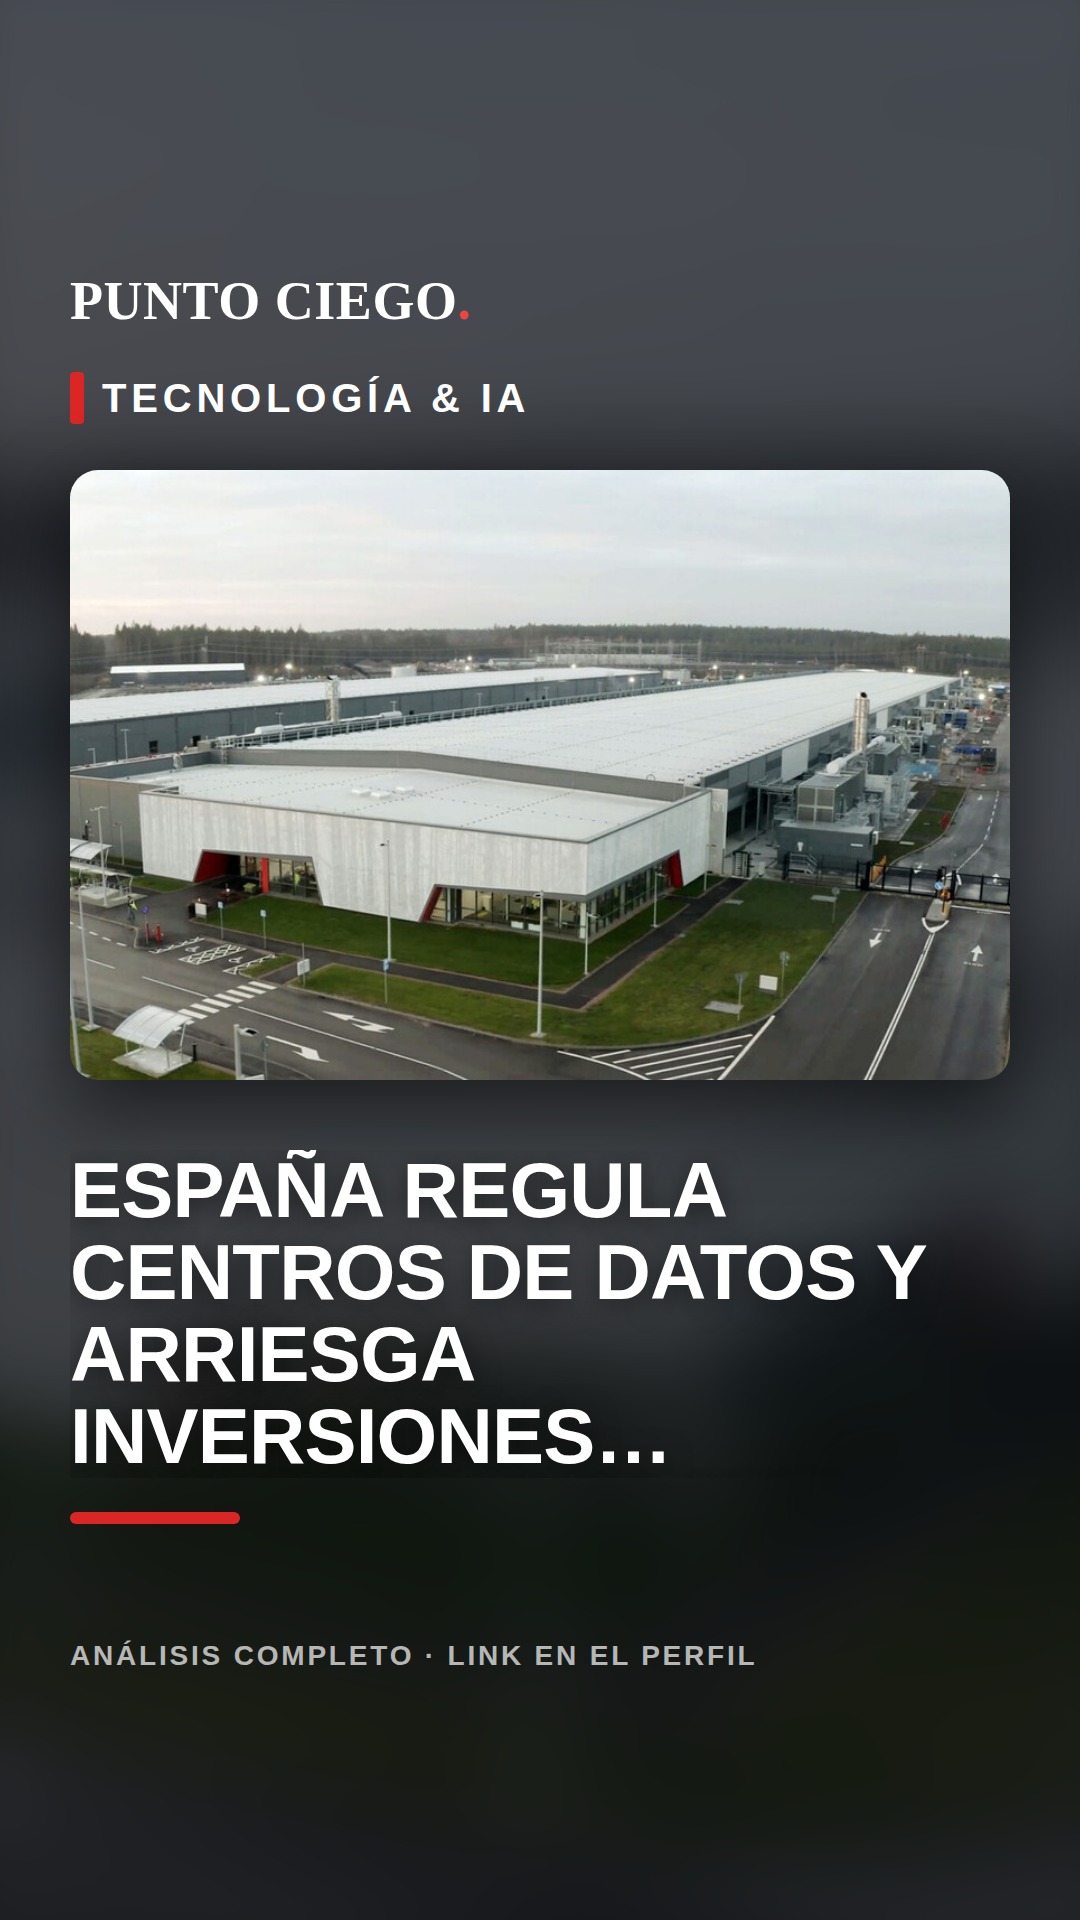 PUNTO CIEGO.
TECNOLOGÍA & IA
ESPAÑA REGULA
CENTROS DE DATOS Y
ARRIESGA
INVERSIONES...
ANÁLISIS COMPLETO · LINK EN EL PERFIL